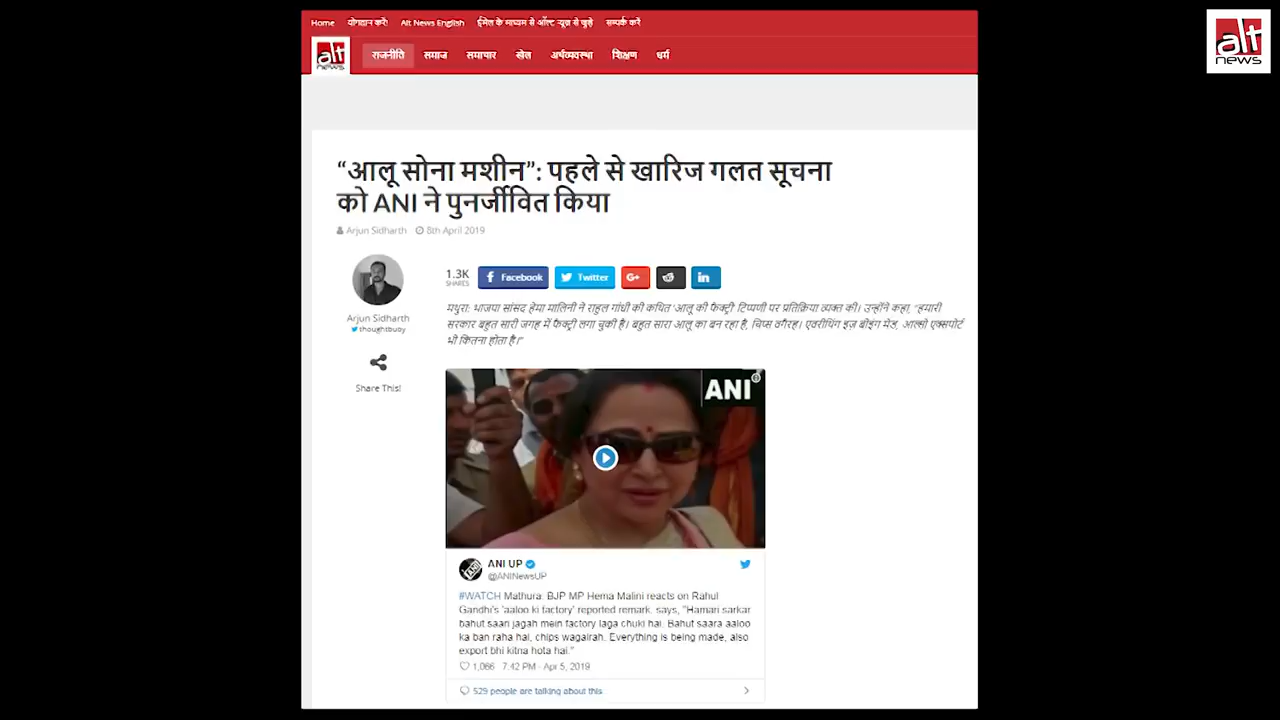 Home योगदान करें! Alt News English ईमेल के माध्यम से ऑल्ट न्यूज़ से जुड़े सम्पर्क करें
alt news
राजनीति समाज समाचार खेल अर्थव्यवस्था शिक्षण धर्म
alt news
“आलू सोना मशीन”: पहले से खारिज गलत सूचना
को ANI ने पुनर्जीवित किया
Arjun Sidharth 8th April 2019
1.3K SHARES
Facebook Twitter G+ in
Arjun Sidharth
thoughtbuoy
Share This!
मथुरा: भाजपा सांसद हेमा मालिनी ने राहुल गांधी की कथित 'आलू की फैक्ट्री' टिप्पणी पर प्रतिक्रिया व्यक्त की। उन्होंने कहा, "हमारी
सरकार बहुत सारी जगह में फैक्ट्री लगा चुकी है। बहुत सारा आलू का बन रहा है, चिप्स वगैरह। एवरीथिंग इज़ बीइंग मेड, आल्सो एक्सपोर्ट
भी कितना होता है।"
ANI
ANI UP
@ANINewsUP
#WATCH Mathura: BJP MP Hema Malini reacts on Rahul
Gandhi's 'aaloo ki factory' reported remark, says, "Hamari sarkar
bahut saari jagah mein factory laga chuki hai. Bahut saara aaloo
ka ban raha hai, chips wagairah. Everything is being made, also
export bhi kitna hota hai."
1,066 7:42 PM - Apr 5, 2019
529 people are talking about this